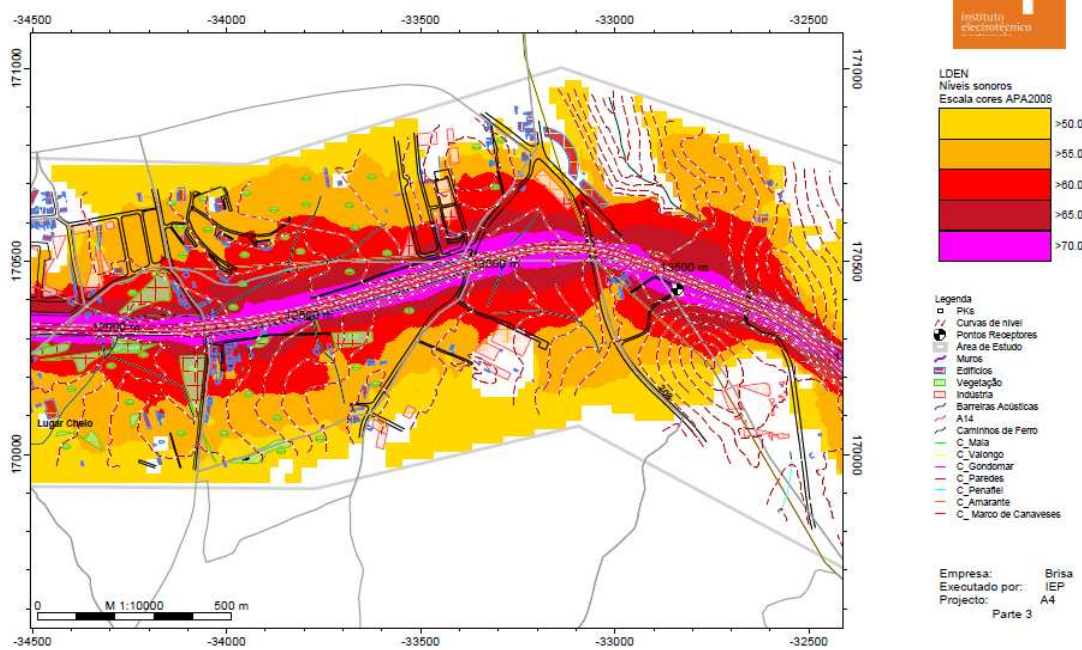 -34500 -34000 -33500 -33000 -32500
instituto
electrotécnico
LDEN
Níveis sonoros
Escala cores APA2008
>50.0
>55.0
>60.0
>65.0
>70.0
171000 171000
170500 170500
13000 m
13500 m
12500 m
12000 m
Lugar Cheio
170000 170000
Legenda
PKs
Curvas de nível
Pontos Receptores
Área de Estudo
Muros
Edifícios
Vegetação
Indústria
Barreiras Acústicas
A14
Caminhos de Ferro
C_Maia
C_Valongo
C_Gondomar
C_Paredes
C_Penafiel
C_Amarante
C_ Marco de Canaveses
Empresa: Brisa
Executado por: IEP
Projecto: A4
Parte 3
0 M 1:10000 500 m
-34500 -34000 -33500 -33000 -32500